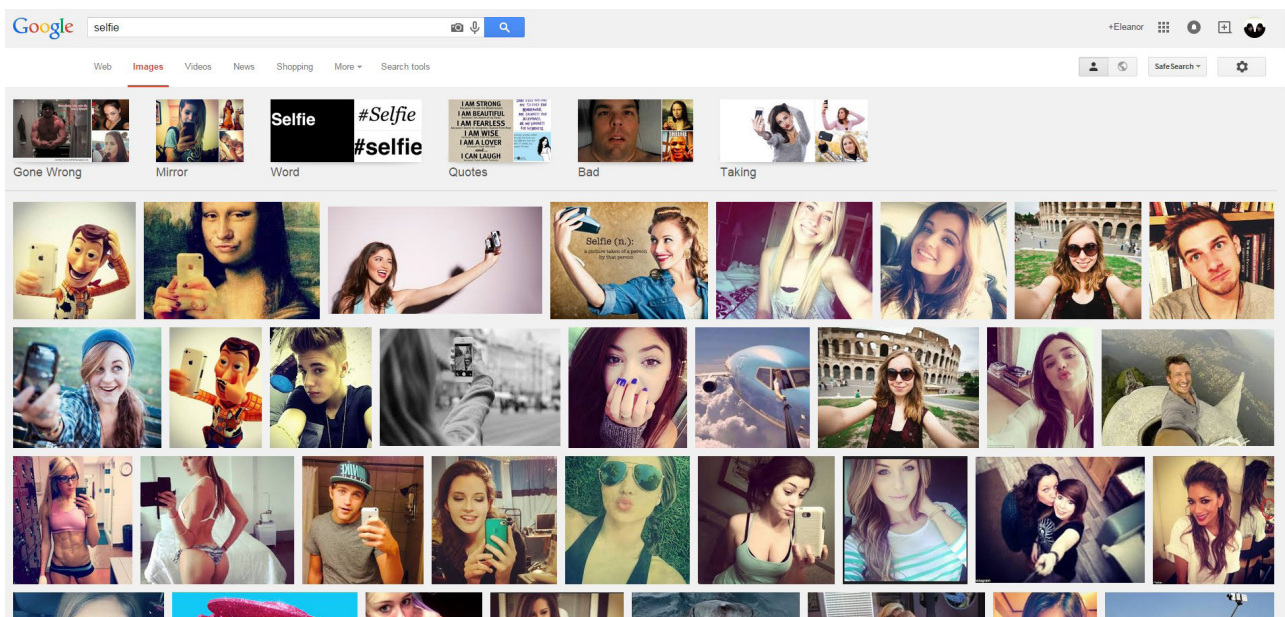 Google selfie +Eleanor
Web Images Videos News Shopping More Search tools SafeSearch
Selfie
#Selfie
#selfie
I AM STRONG
I AM BEAUTIFUL
I AM FEARLESS
I AM WISE
I AM A LOVER
and...
I CAN LAUGH
Gone Wrong Mirror Word Quotes Bad Taking
Selfie (n.):
a picture taken of a person
by that person